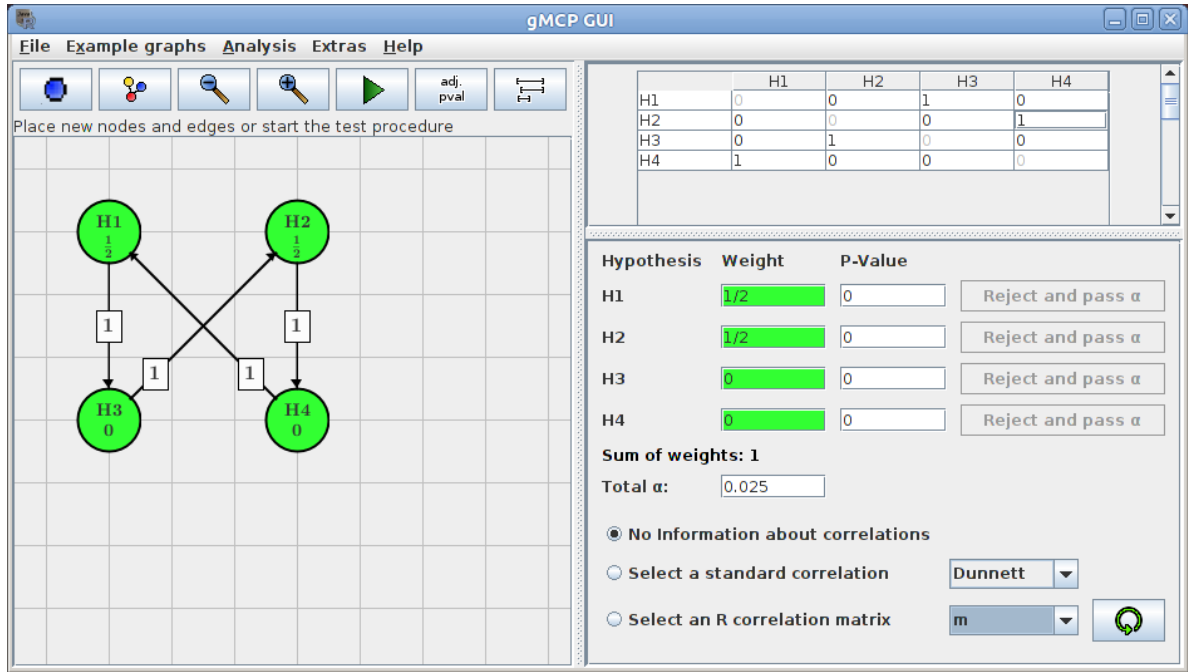 gMCP GUI
File Example graphs Analysis Extras Help
adj.
pval
Place new nodes and edges or start the test procedure
H1 H2 H3 H4
H1 0 0 1 0
H2 0 0 0 1
H3 0 1 0 0
H4 1 0 0 0
H1 H2
1/2 1/2
1 1
1 1
H3 H4
0 0
Hypothesis Weight P-Value
H1 1/2 0 Reject and pass α
H2 1/2 0 Reject and pass α
H3 0 0 Reject and pass α
H4 0 0 Reject and pass α
Sum of weights: 1
Total α: 0.025
No Information about correlations
Select a standard correlation Dunnett
Select an R correlation matrix m